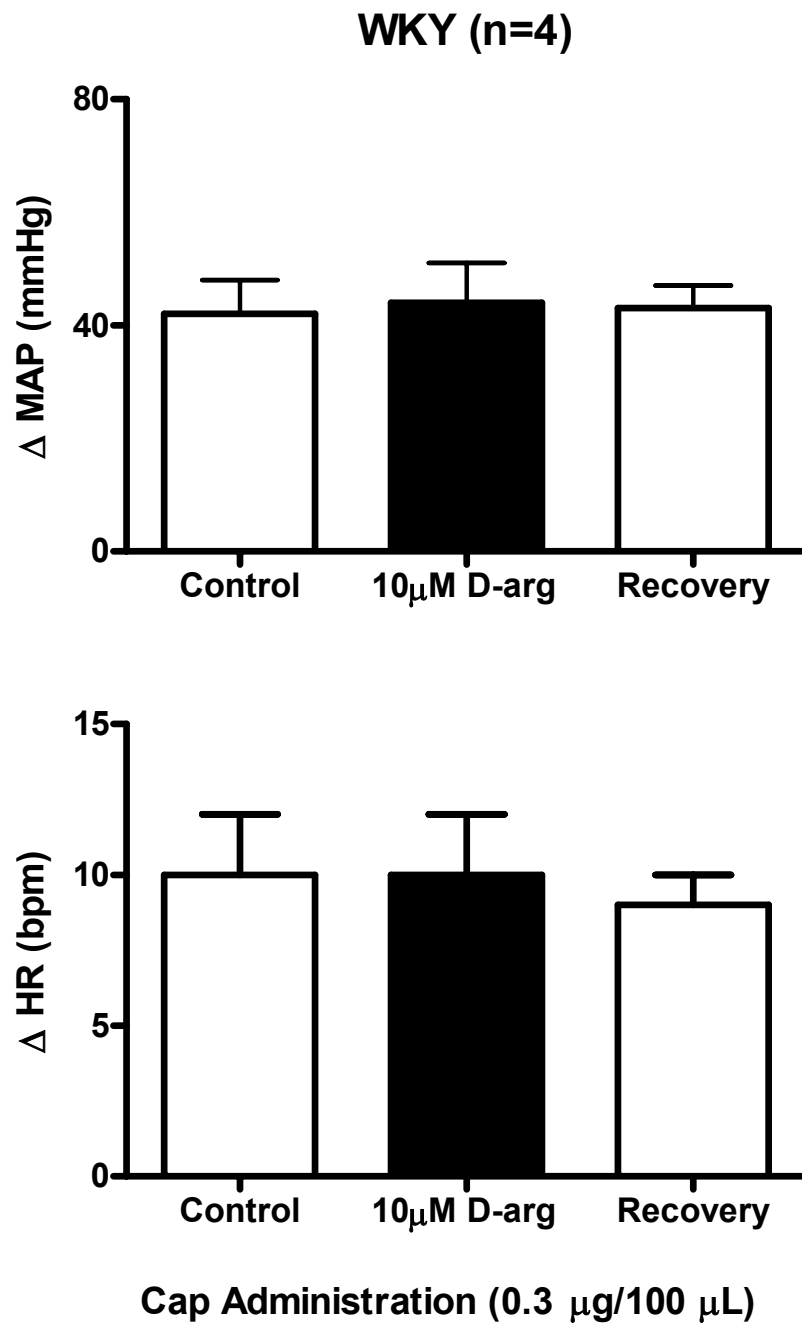 WKY (n=4)
Δ MAP (mmHg)
80
40
0
Control 10μM D-arg Recovery
Δ HR (bpm)
15
10
5
0
Control 10μM D-arg Recovery
Cap Administration (0.3 μg/100 μL)